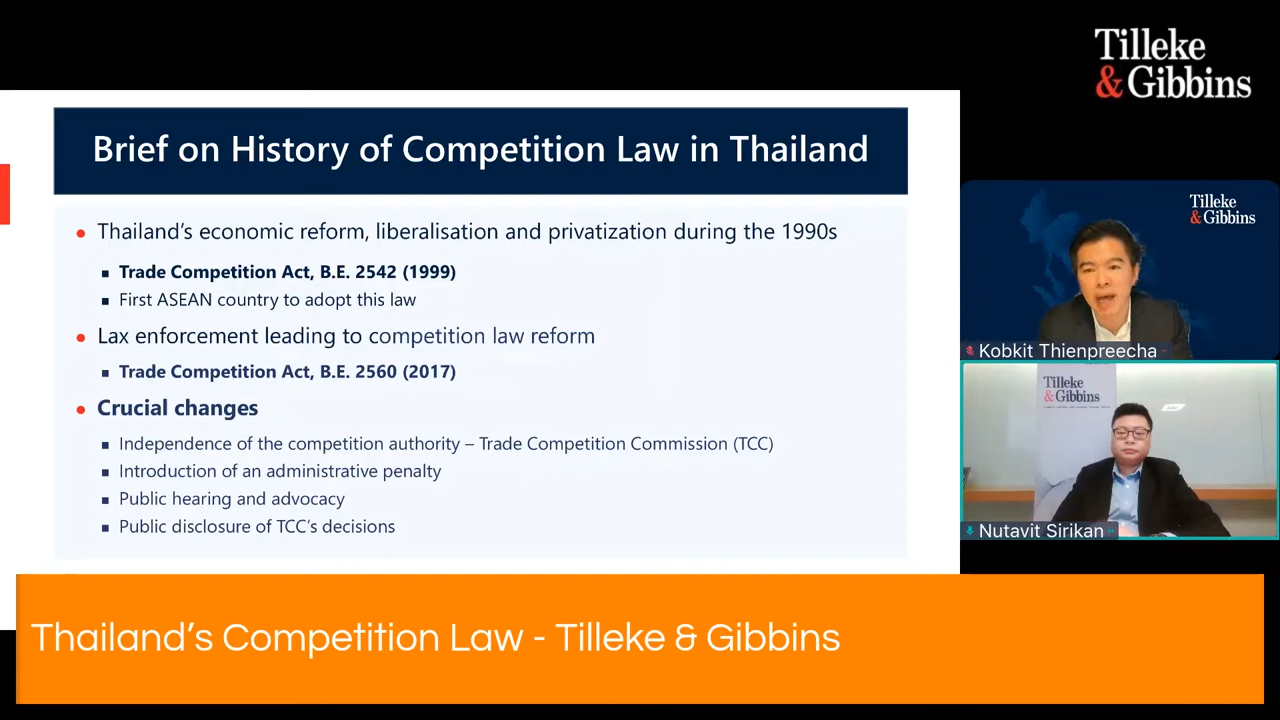 Tilleke
& Gibbins
Brief on History of Competition Law in Thailand
• Thailand's economic reform, liberalisation and privatization during the 1990s
▪ Trade Competition Act, B.E. 2542 (1999)
▪ First ASEAN country to adopt this law
• Lax enforcement leading to competition law reform
▪ Trade Competition Act, B.E. 2560 (2017)
• Crucial changes
▪ Independence of the competition authority – Trade Competition Commission (TCC)
▪ Introduction of an administrative penalty
▪ Public hearing and advocacy
▪ Public disclosure of TCC's decisions
Tilleke
& Gibbins
Kobkit Thienpreecha
Tilleke
& Gibbins
Nutavit Sirikan
Thailand's Competition Law - Tilleke & Gibbins